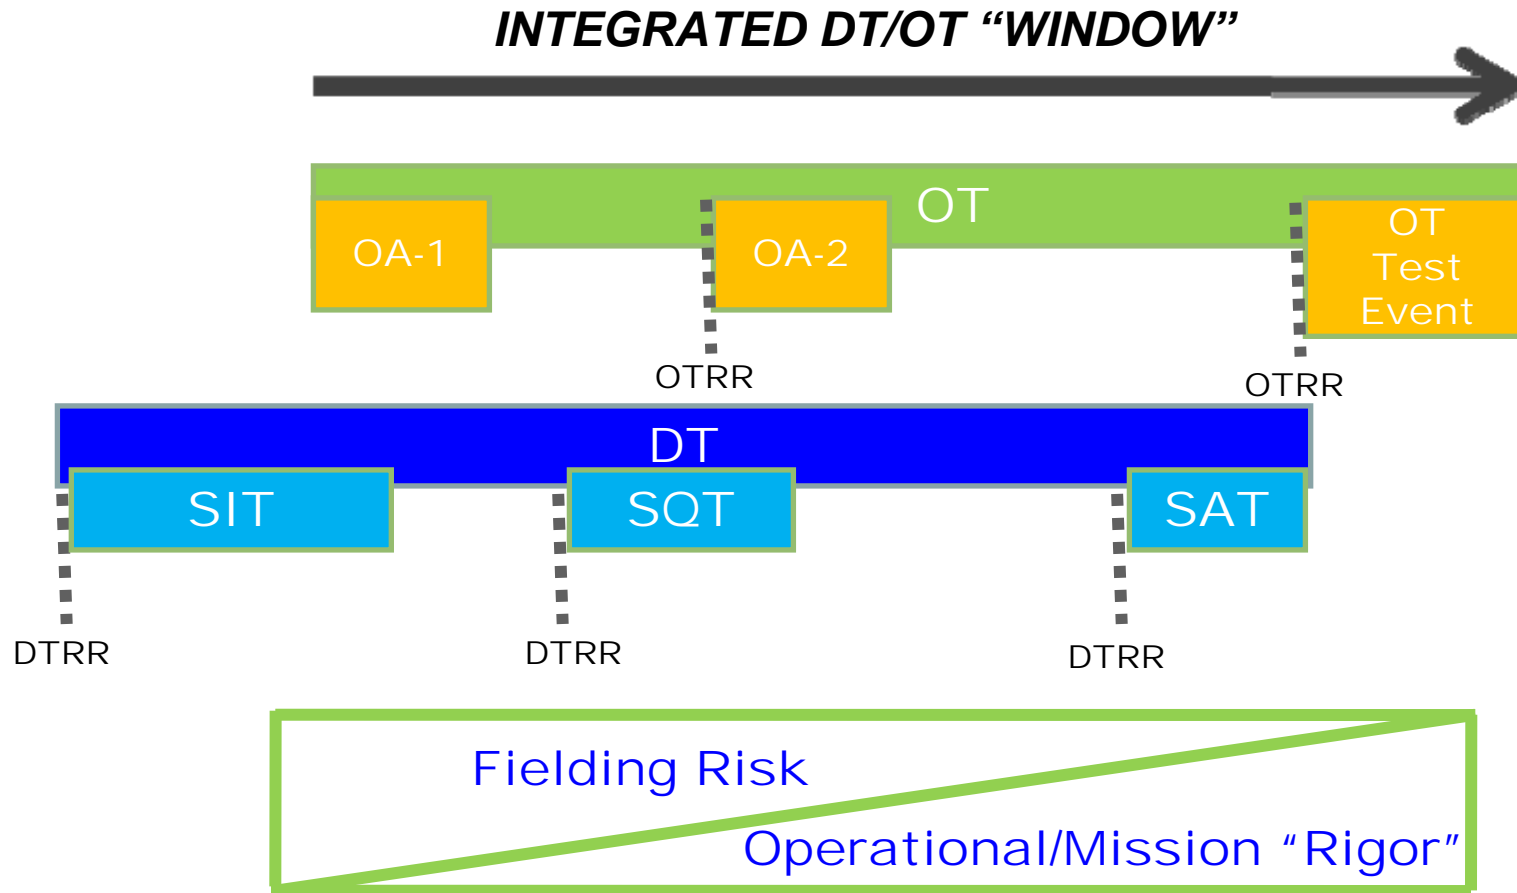 INTEGRATED DT/OT “WINDOW”
OT
OA-1
OA-2
OT
Test
Event
OTRR
OTRR
DT
SIT
SQT
SAT
DTRR
DTRR
DTRR
Fielding Risk
Operational/Mission “Rigor”